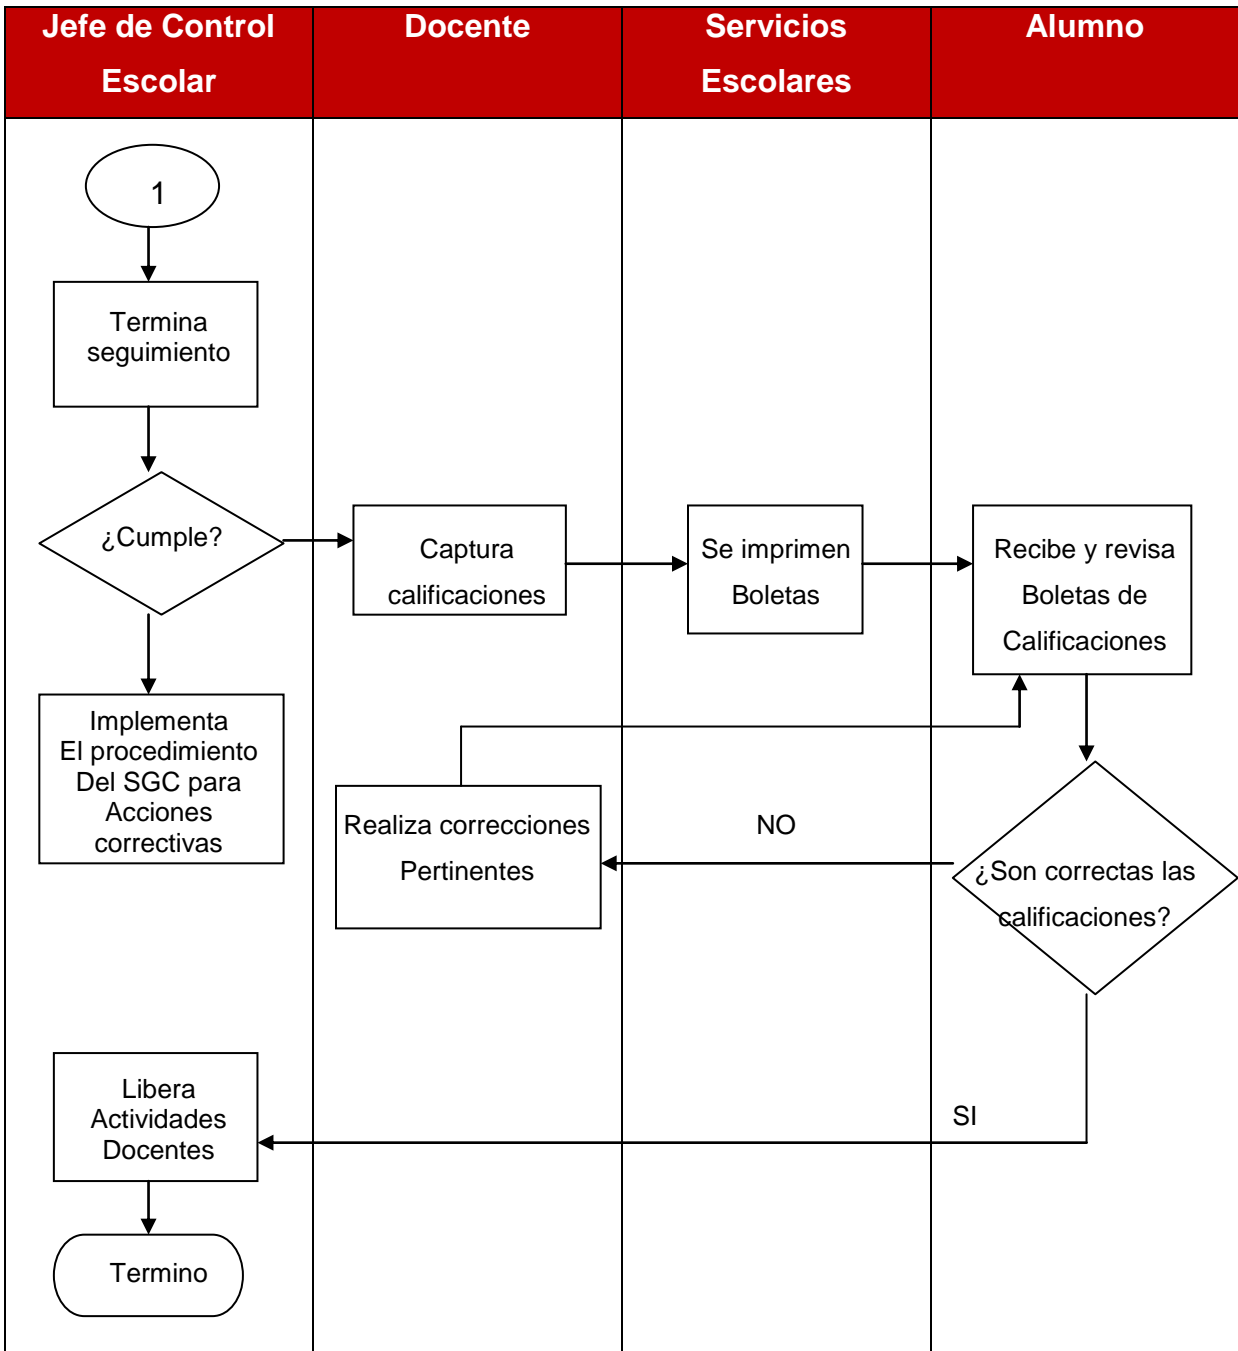 Jefe de Control
Escolar
Docente
Servicios
Escolares
Alumno
1
Termina
seguimiento
¿Cumple?
Captura
calificaciones
Se imprimen
Boletas
Recibe y revisa
Boletas de
Calificaciones
Implementa
El procedimiento
Del SGC para
Acciones
correctivas
Realiza correcciones
Pertinentes
NO
¿Son correctas las
calificaciones?
Libera
Actividades
Docentes
SI
Termino